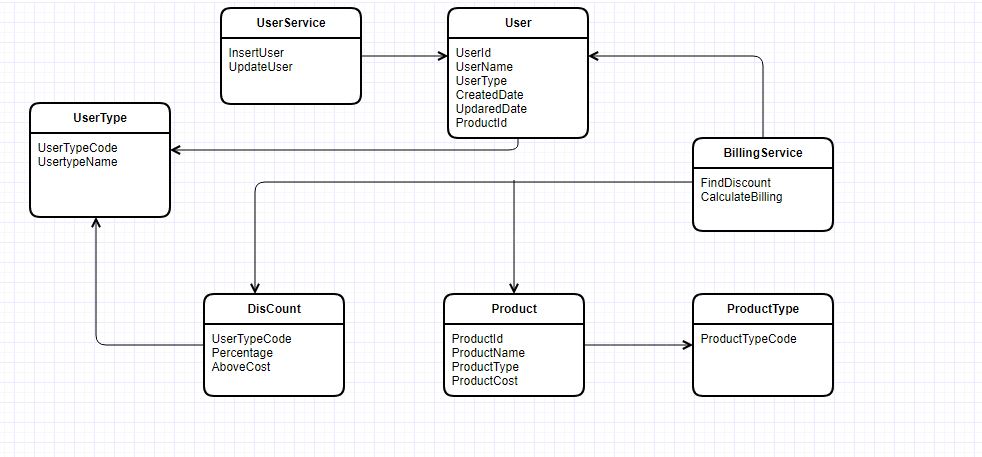 UserService
InsertUser
UpdateUser
User
UserId
UserName
UserType
CreatedDate
UpdaredDate
ProductId
UserType
UserTypeCode
UsertypeName
BillingService
FindDiscount
CalculateBilling
DisCount
UserTypeCode
Percentage
AboveCost
Product
ProductId
ProductName
ProductType
ProductCost
ProductType
ProductTypeCode